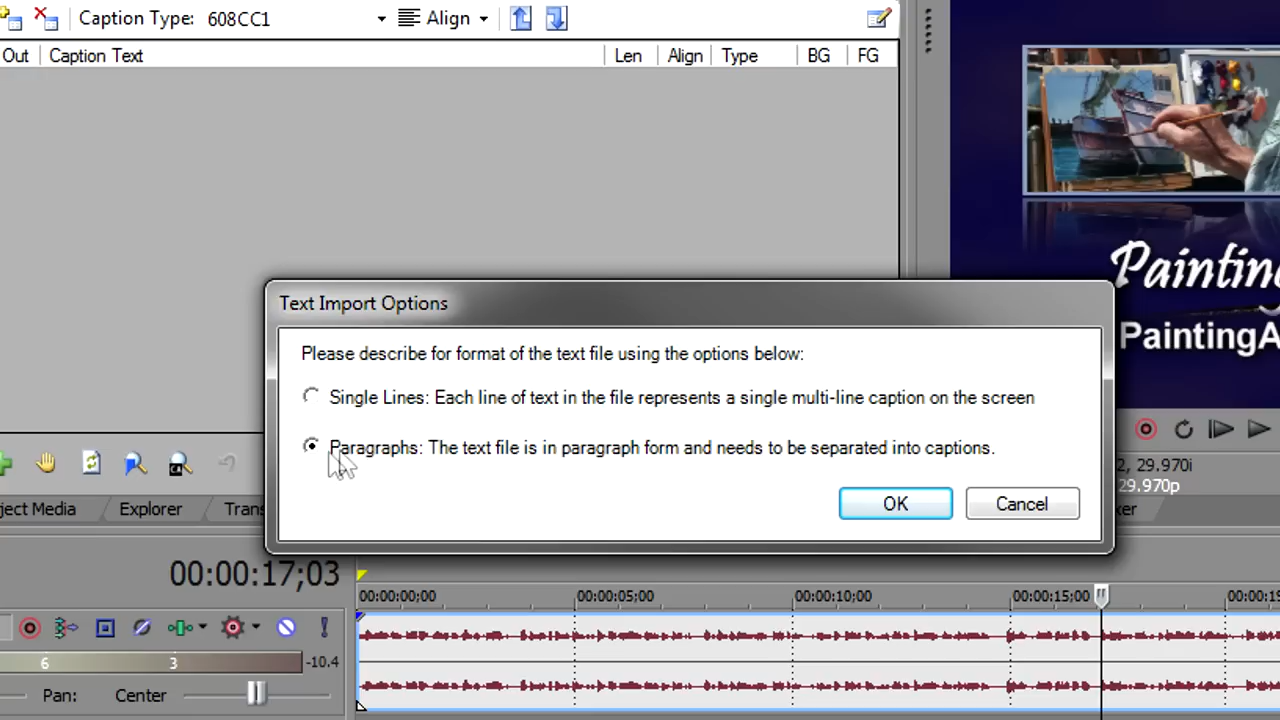 Caption Type: 608CC1 Align
Out Caption Text Len Align Type BG FG
Text Import Options
Please describe for format of the text file using the options below:
Single Lines: Each line of text in the file represents a single multi-line caption on the screen
Paragraphs: The text file is in paragraph form and needs to be separated into captions.
OK Cancel
Painting
PaintingA
2, 29.970i
29.970p
ject Media Explorer Trans
xer
00:00:17;03
00:00:00;00 00:00:05;00 00:00:10;00 00:00:15;00 00:00:19
6 3 -10.4
Pan: Center